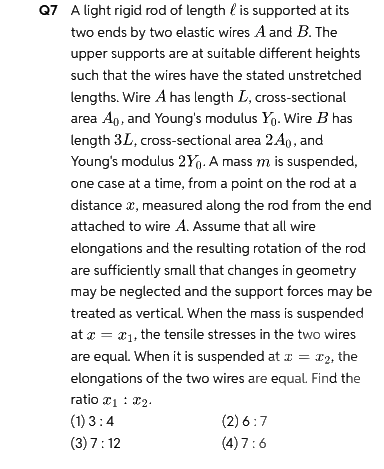 Q7 A light rigid rod of length ℓ is supported at its
two ends by two elastic wires A and B. The
upper supports are at suitable different heights
such that the wires have the stated unstretched
lengths. Wire A has length L, cross-sectional
area A₀, and Young's modulus Y₀. Wire B has
length 3L, cross-sectional area 2A₀, and
Young's modulus 2Y₀. A mass m is suspended,
one case at a time, from a point on the rod at a
distance x, measured along the rod from the end
attached to wire A. Assume that all wire
elongations and the resulting rotation of the rod
are sufficiently small that changes in geometry
may be neglected and the support forces may be
treated as vertical. When the mass is suspended
at x = x₁, the tensile stresses in the two wires
are equal. When it is suspended at x = x₂, the
elongations of the two wires are equal. Find the
ratio x₁ : x₂.
(1) 3 : 4 (2) 6 : 7
(3) 7 : 12 (4) 7 : 6